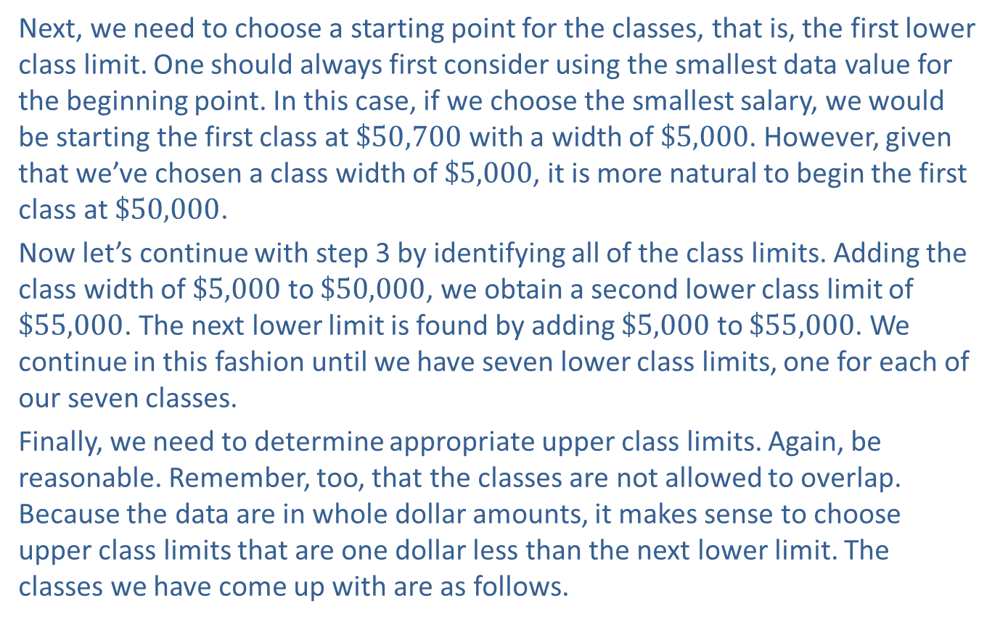 Next, we need to choose a starting point for the classes, that is, the first lower
class limit. One should always first consider using the smallest data value for
the beginning point. In this case, if we choose the smallest salary, we would
be starting the first class at $50,700 with a width of $5,000. However, given
that we’ve chosen a class width of $5,000, it is more natural to begin the first
class at $50,000.
Now let’s continue with step 3 by identifying all of the class limits. Adding the
class width of $5,000 to $50,000, we obtain a second lower class limit of
$55,000. The next lower limit is found by adding $5,000 to $55,000. We
continue in this fashion until we have seven lower class limits, one for each of
our seven classes.
Finally, we need to determine appropriate upper class limits. Again, be
reasonable. Remember, too, that the classes are not allowed to overlap.
Because the data are in whole dollar amounts, it makes sense to choose
upper class limits that are one dollar less than the next lower limit. The
classes we have come up with are as follows.